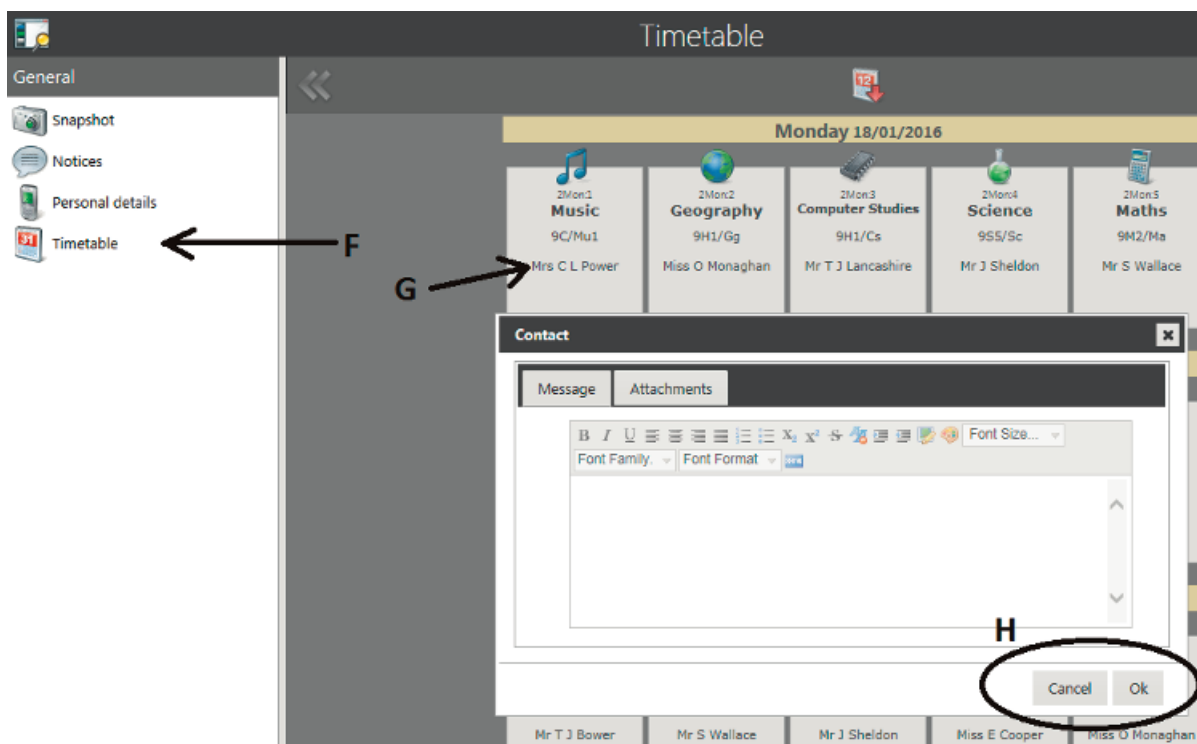 Timetable
General
Snapshot
Notices
Personal details
Timetable
F
G
Monday 18/01/2016
2Mon:1 2Mon:2 2Mon:3 2Mon:4 2Mon:5
Music Geography Computer Studies Science Maths
9C/Mu1 9H1/Gg 9H1/Cs 9S5/Sc 9M2/Ma
Mrs C L Power Miss O Monaghan Mr T J Lancashire Mr J Sheldon Mr S Wallace
Contact
Message Attachments
B I U Font Size...
Font Family. Font Format
H
Cancel Ok
Mr T J Bower Mr S Wallace Mr J Sheldon Miss E Cooper Miss O Monaghan